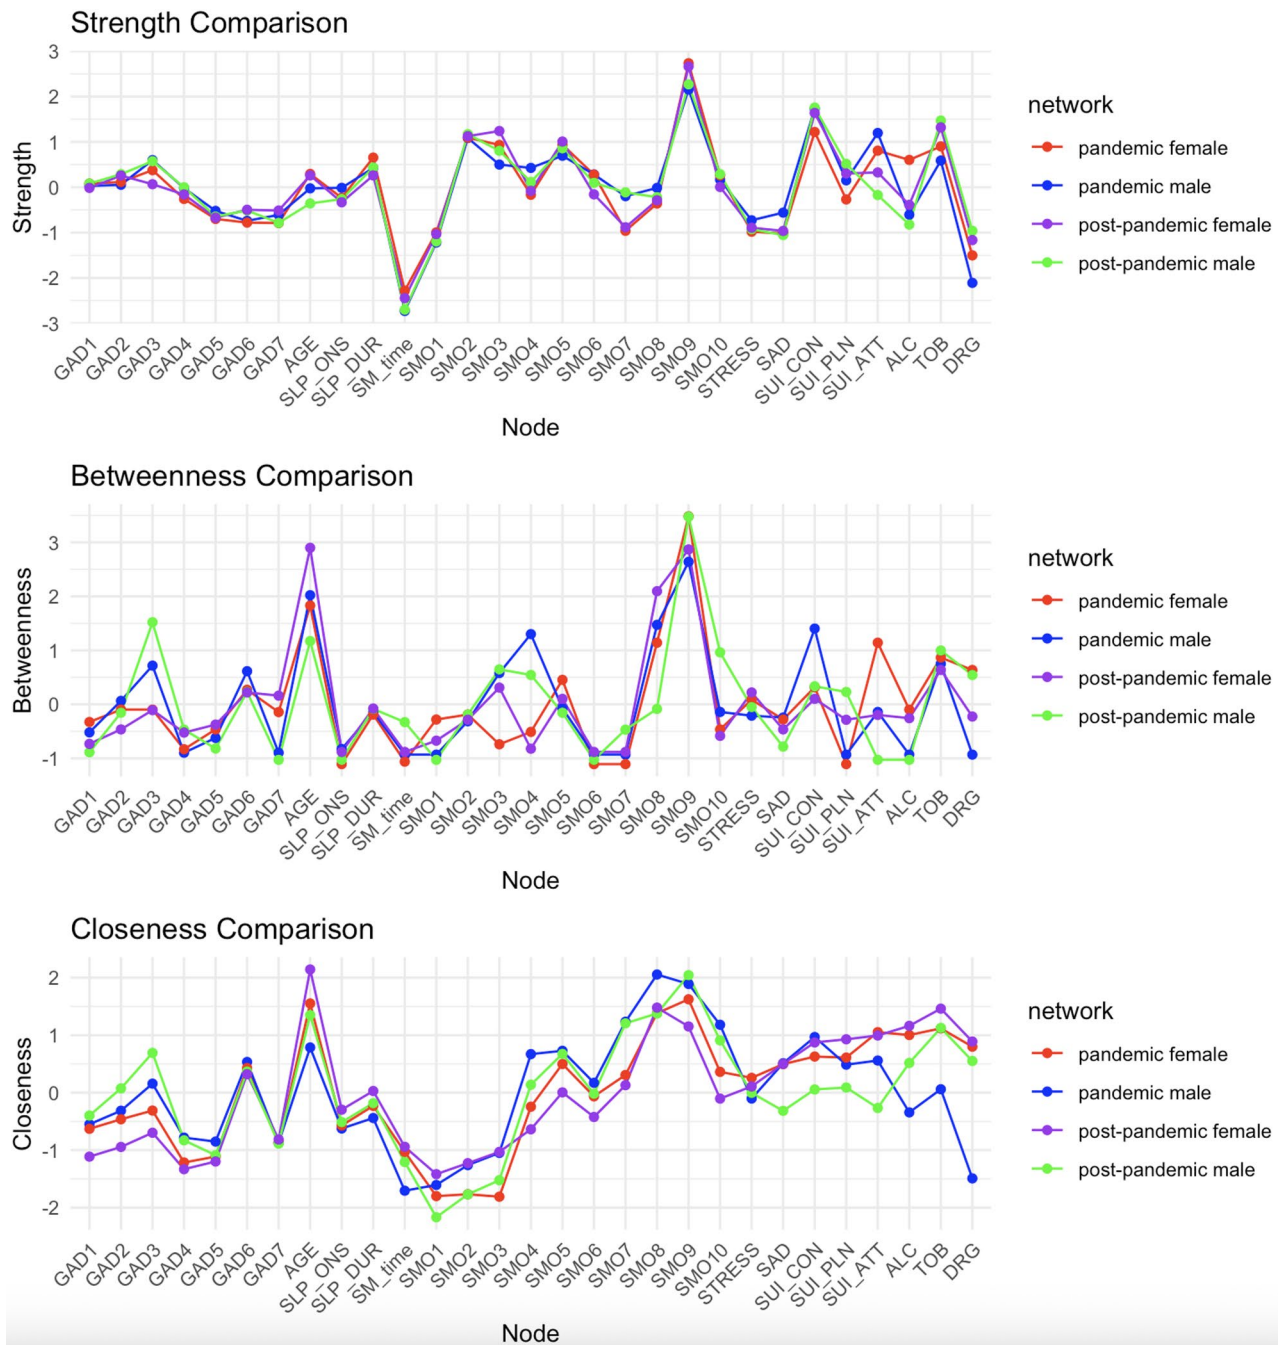 Strength Comparison
3
2
1
0
-1
-2
-3
Strength
GAD1 GAD2 GAD3 GAD4 GAD5 GAD6 GAD7 AGE SLP_ONS SLP_DUR SM_time SMO1 SMO2 SMO3 SMO4 SMO5 SMO6 SMO7 SMO8 SMO9 SMO10 STRESS SAD SUI_CON SUI_PLN SUI_ATT ALC TOB DRG
Node
network
pandemic female
pandemic male
post-pandemic female
post-pandemic male
Betweenness Comparison
3
2
1
0
-1
Betweenness
GAD1 GAD2 GAD3 GAD4 GAD5 GAD6 GAD7 AGE SLP_ONS SLP_DUR SM_time SMO1 SMO2 SMO3 SMO4 SMO5 SMO6 SMO7 SMO8 SMO9 SMO10 STRESS SAD SUI_CON SUI_PLN SUI_ATT ALC TOB DRG
Node
network
pandemic female
pandemic male
post-pandemic female
post-pandemic male
Closeness Comparison
2
1
0
-1
-2
Closeness
GAD1 GAD2 GAD3 GAD4 GAD5 GAD6 GAD7 AGE SLP_ONS SLP_DUR SM_time SMO1 SMO2 SMO3 SMO4 SMO5 SMO6 SMO7 SMO8 SMO9 SMO10 STRESS SAD SUI_CON SUI_PLN SUI_ATT ALC TOB DRG
Node
network
pandemic female
pandemic male
post-pandemic female
post-pandemic male